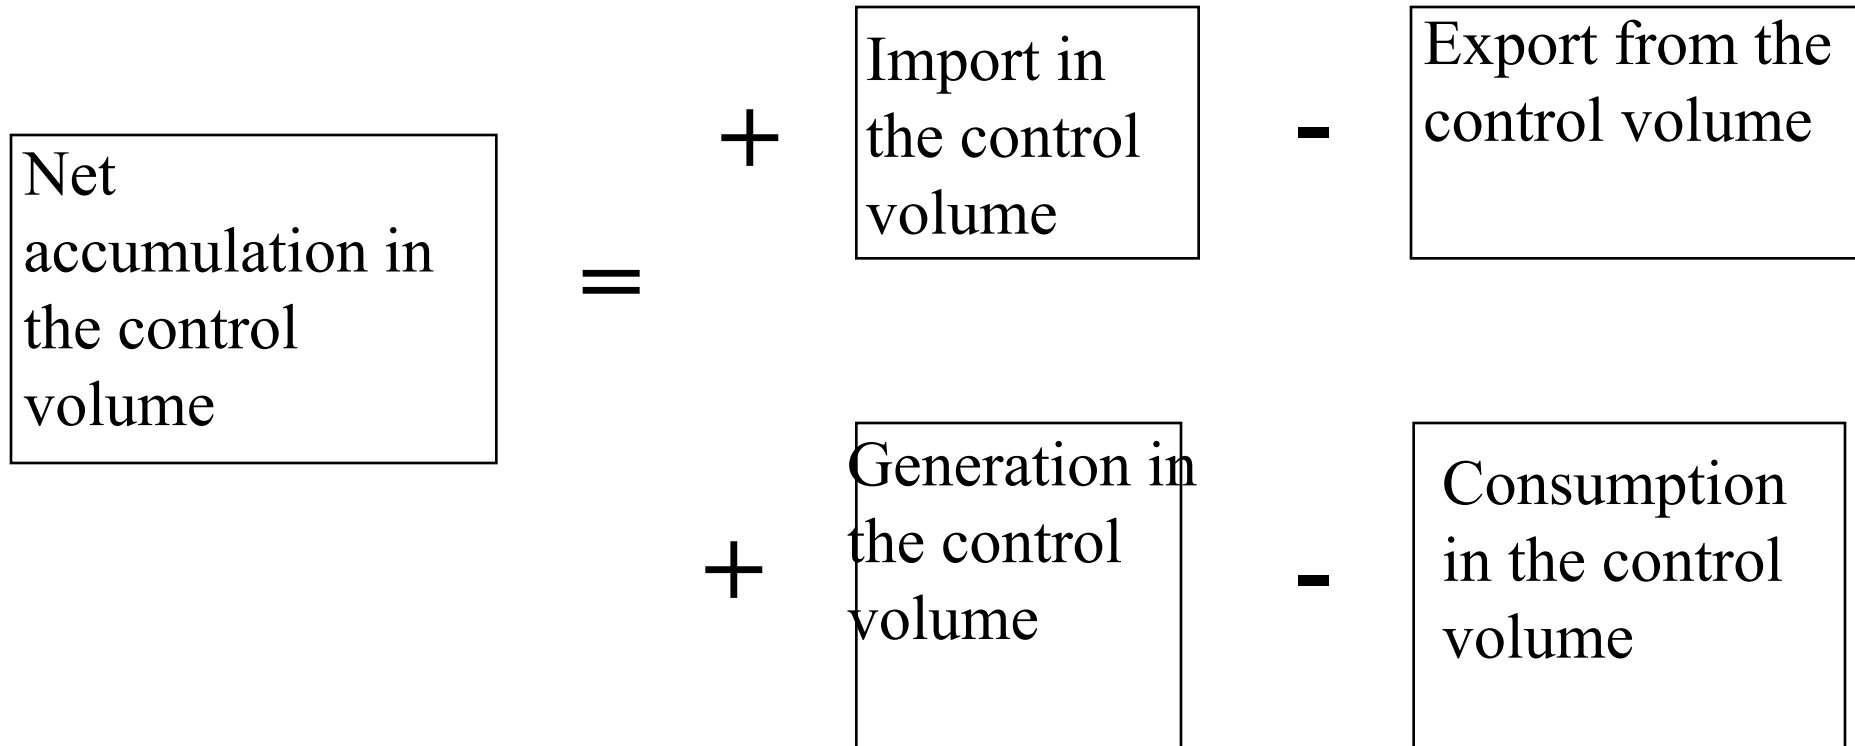 Net
accumulation in
the control
volume
=
+
Import in
the control
volume
-
Export from the
control volume
+
Generation in
the control
volume
-
Consumption
in the control
volume